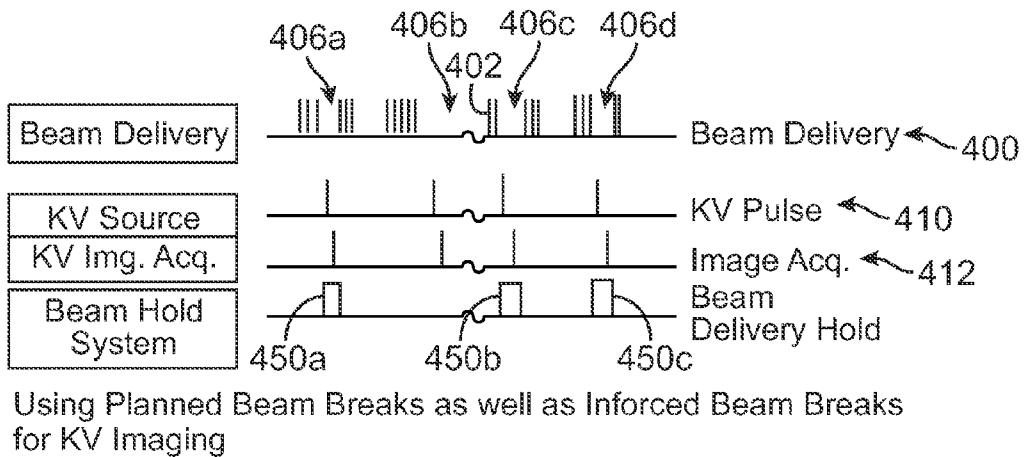 406a
406b
406c
406d
402
Beam Delivery
Beam Delivery
400
KV Source
KV Pulse
410
KV Img. Acq.
Image Acq.
412
Beam Hold
System
Beam
Delivery Hold
450a
450b
450c
Using Planned Beam Breaks as well as Inforced Beam Breaks
for KV Imaging